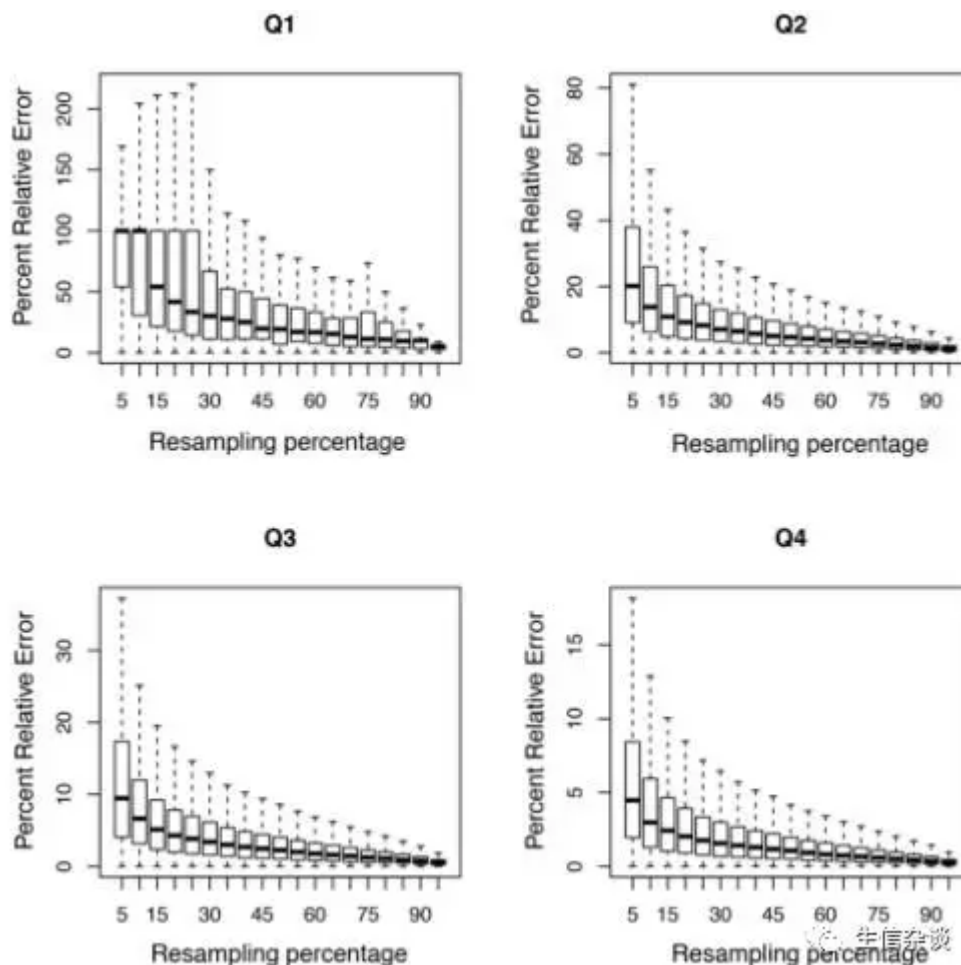 Q1
Q2
Percent Relative Error
200
150
100
50
0
5 15 30 45 60 75 90
Resampling percentage
Percent Relative Error
80
60
40
20
0
5 15 30 45 60 75 90
Resampling percentage
Q3
Q4
Percent Relative Error
30
20
10
0
5 15 30 45 60 75 90
Resampling percentage
Percent Relative Error
15
10
5
0
5 15 30 45 60 75 90
Resampling percentage
生信杂谈